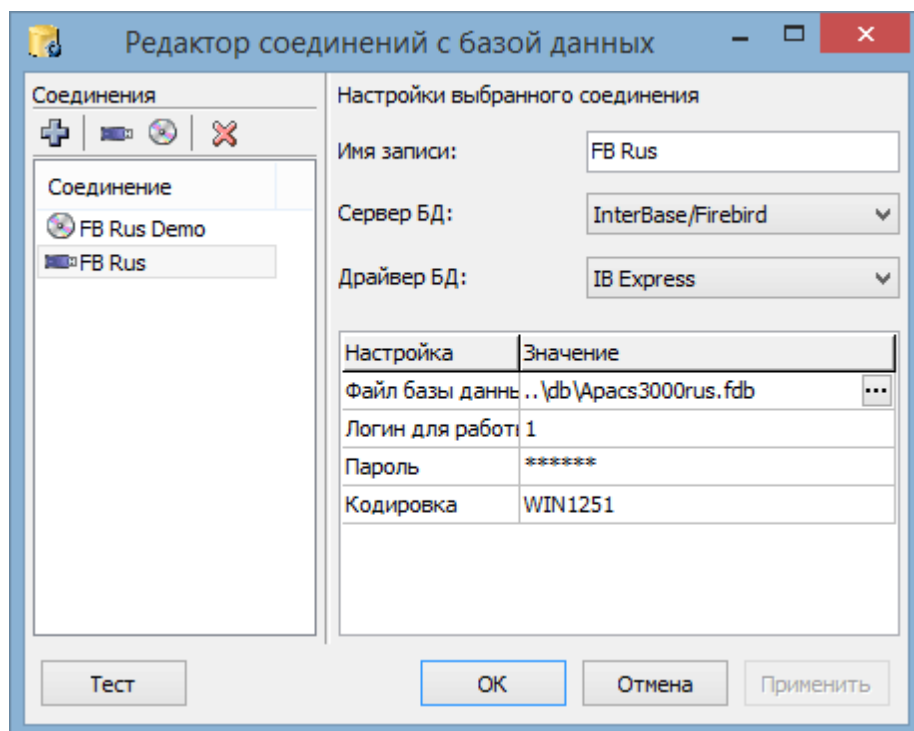 Редактор соединений с базой данных
Соединения
Соединение
FB Rus Demo
FB Rus
Настройки выбранного соединения
Имя записи: FB Rus
Сервер БД: InterBase/Firebird
Драйвер БД: IB Express
Настройка Значение
Файл базы даннь ..\db\Apacs3000rus.fdb ...
Логин для работ 1
Пароль ******
Кодировка WIN1251
Тест ОК Отмена Применить